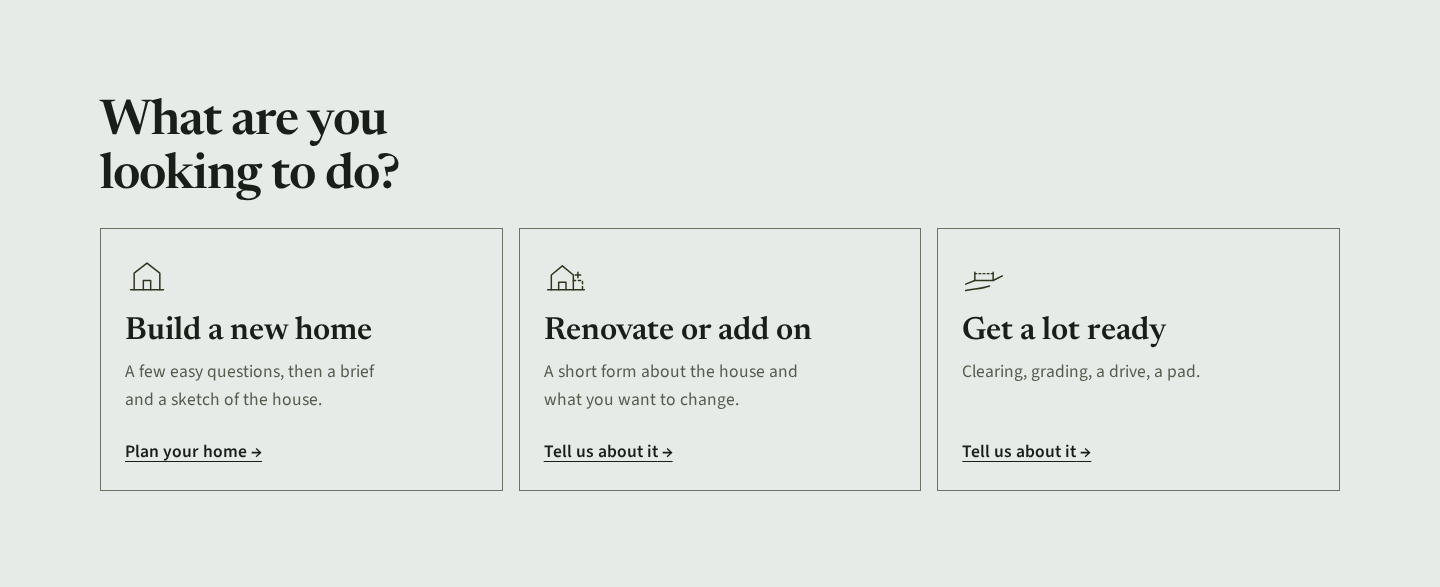 What are you
looking to do?
Build a new home
A few easy questions, then a brief
and a sketch of the house.
Plan your home →
Renovate or add on
A short form about the house and
what you want to change.
Tell us about it →
Get a lot ready
Clearing, grading, a drive, a pad.
Tell us about it →